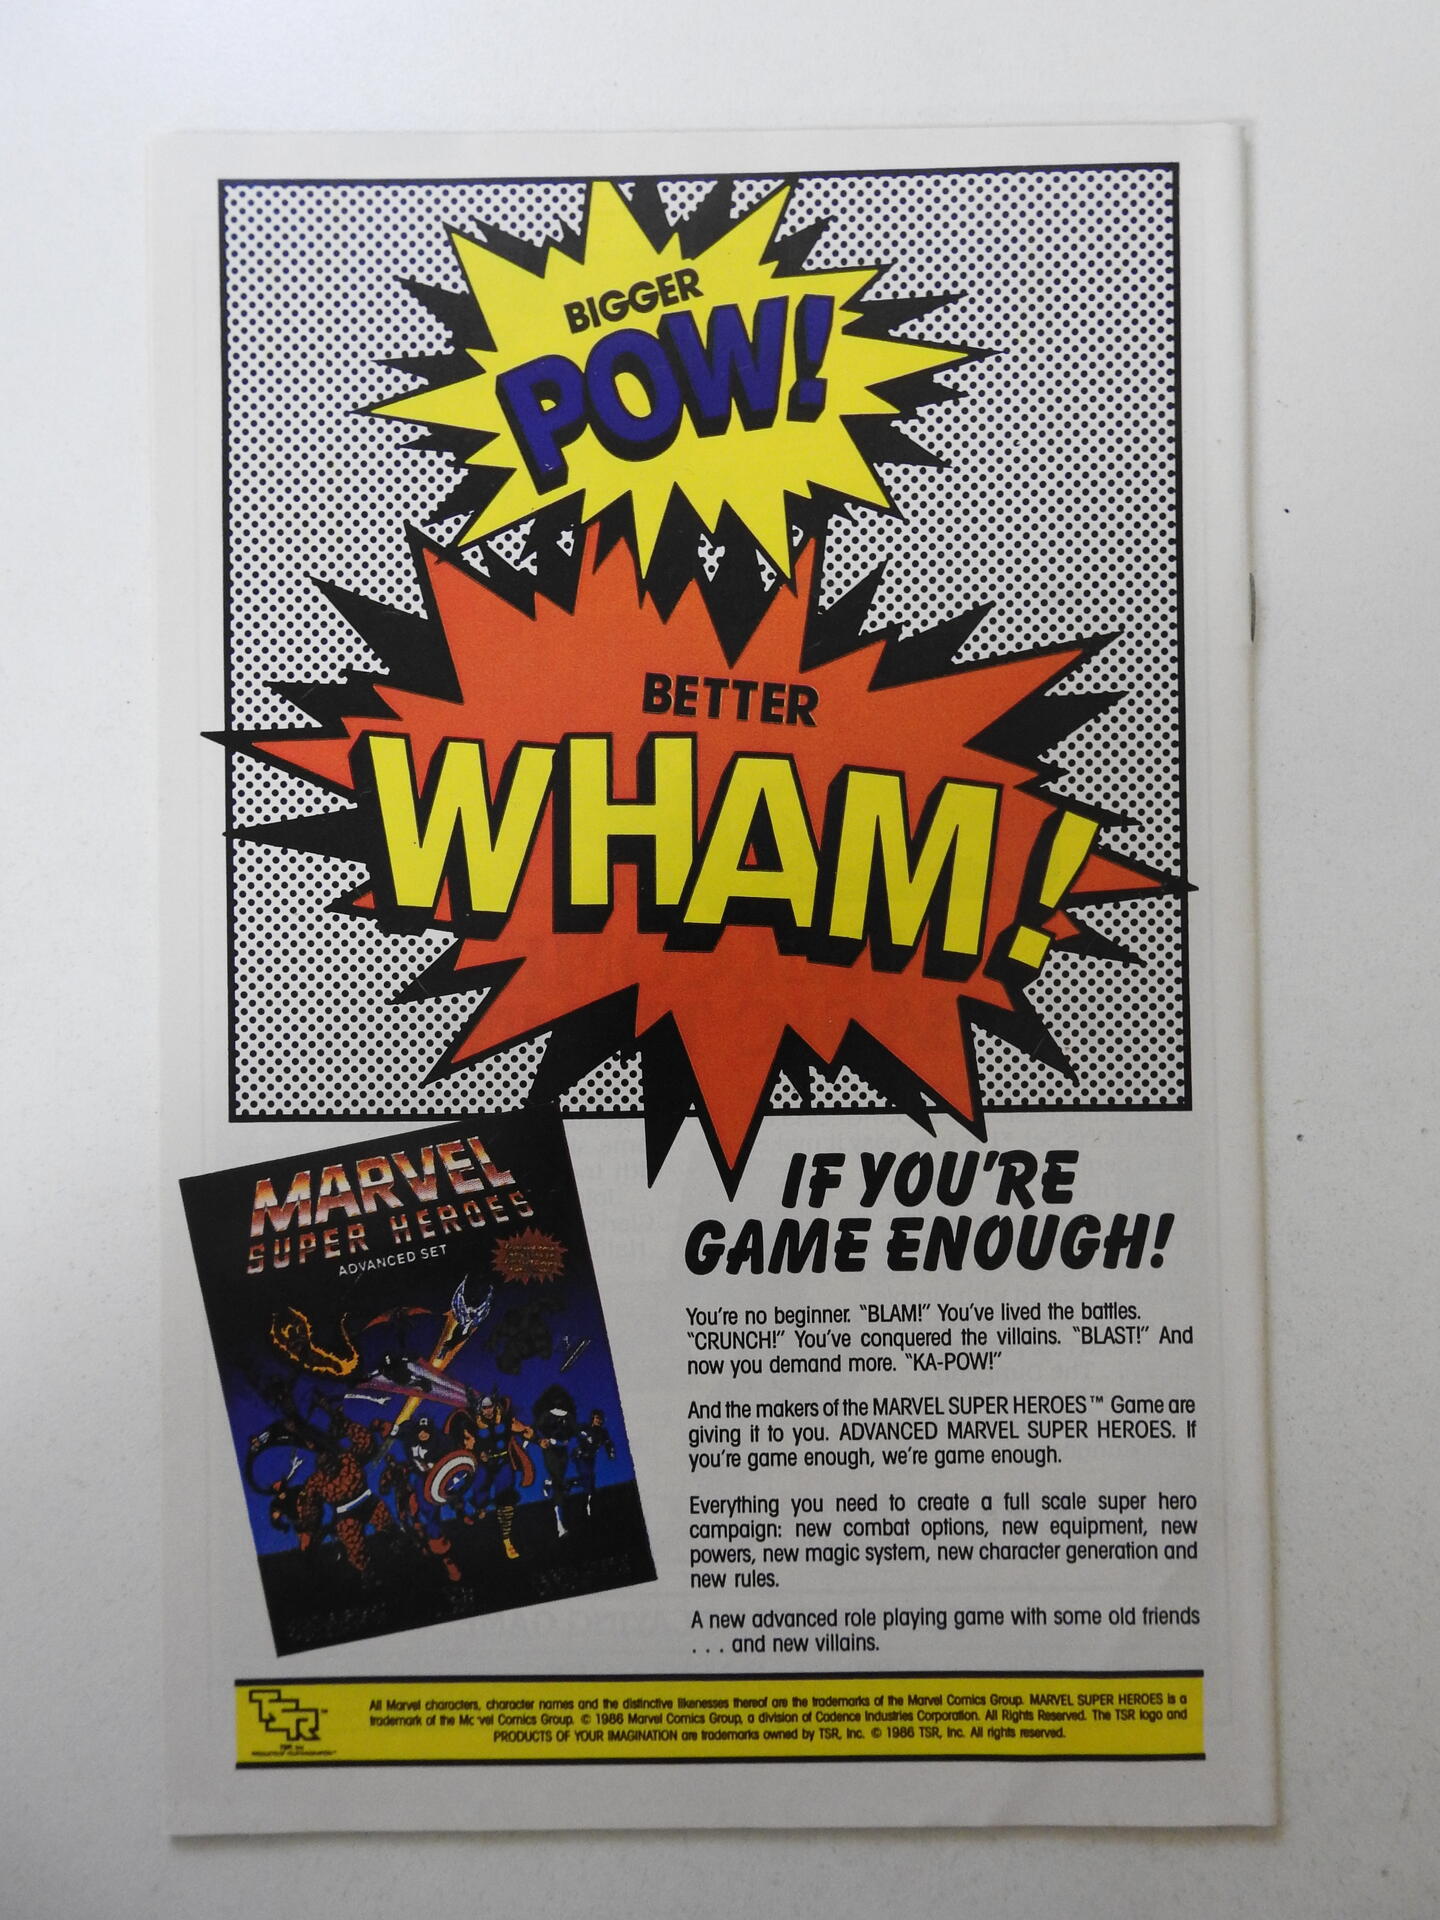 BIGGER
POW!
BETTER
WHAM!
MARVEL
SUPER HEROES
ADVANCED SET
IF YOU'RE
GAME ENOUGH!
You're no beginner. "BLAM!" You've lived the battles.
"CRUNCH!" You've conquered the villains. "BLAST!" And
now you demand more. "KA-POW!"
And the makers of the MARVEL SUPER HEROES™ Game are
giving it to you. ADVANCED MARVEL SUPER HEROES. If
you're game enough, we're game enough.
Everything you need to create a full scale super hero
campaign: new combat options, new equipment, new
powers, new magic system, new character generation and
new rules.
A new advanced role playing game with some old friends
. . . and new villains.
TSR™
TSR, Inc.
PRODUCTS OF YOUR IMAGINATION™
All Marvel characters, character names and the distinctive likenesses thereof are the trademarks of the Marvel Comics Group. MARVEL SUPER HEROES is a
trademark of the Mc vel Comics Group. © 1986 Marvel Comics Group, a division of Cadence Industries Corporation. All Rights Reserved. The TSR logo and
PRODUCTS OF YOUR IMAGINATION are trademarks owned by TSR, Inc. © 1986 TSR, Inc. All rights reserved.